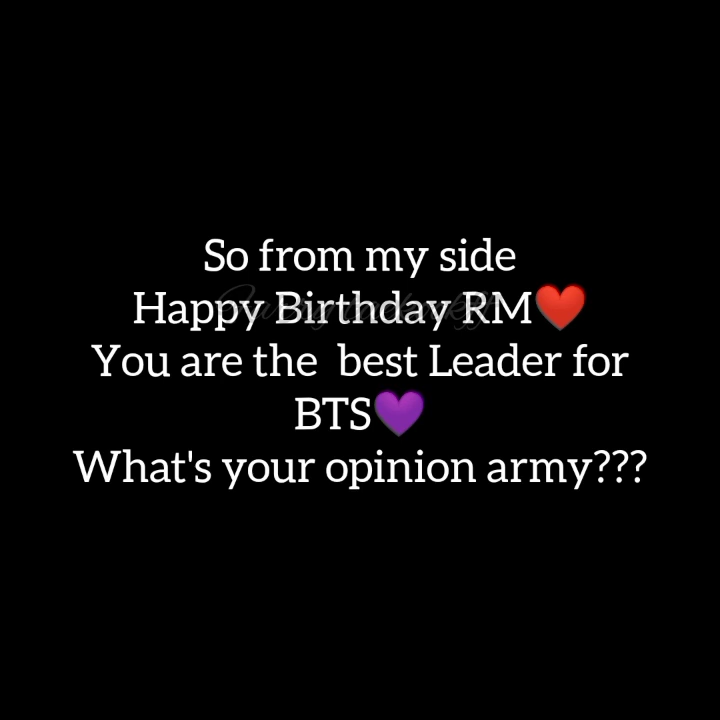 So from my side
Happy Birthday RM❤️
You are the best Leader for
BTS💜
What's your opinion army???